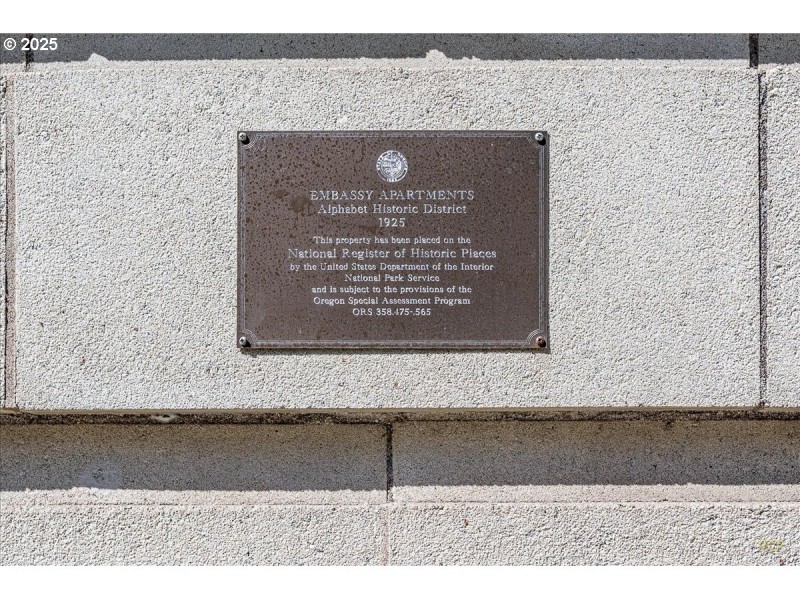 © 2025
EMBASSY APARTMENTS
Alphabet Historic District
1925
This property has been placed on the
National Register of Historic Places
by the United States Department of the Interior
National Park Service
and is subject to the provisions of the
Oregon Special Assessment Program
ORS 358.475-.565